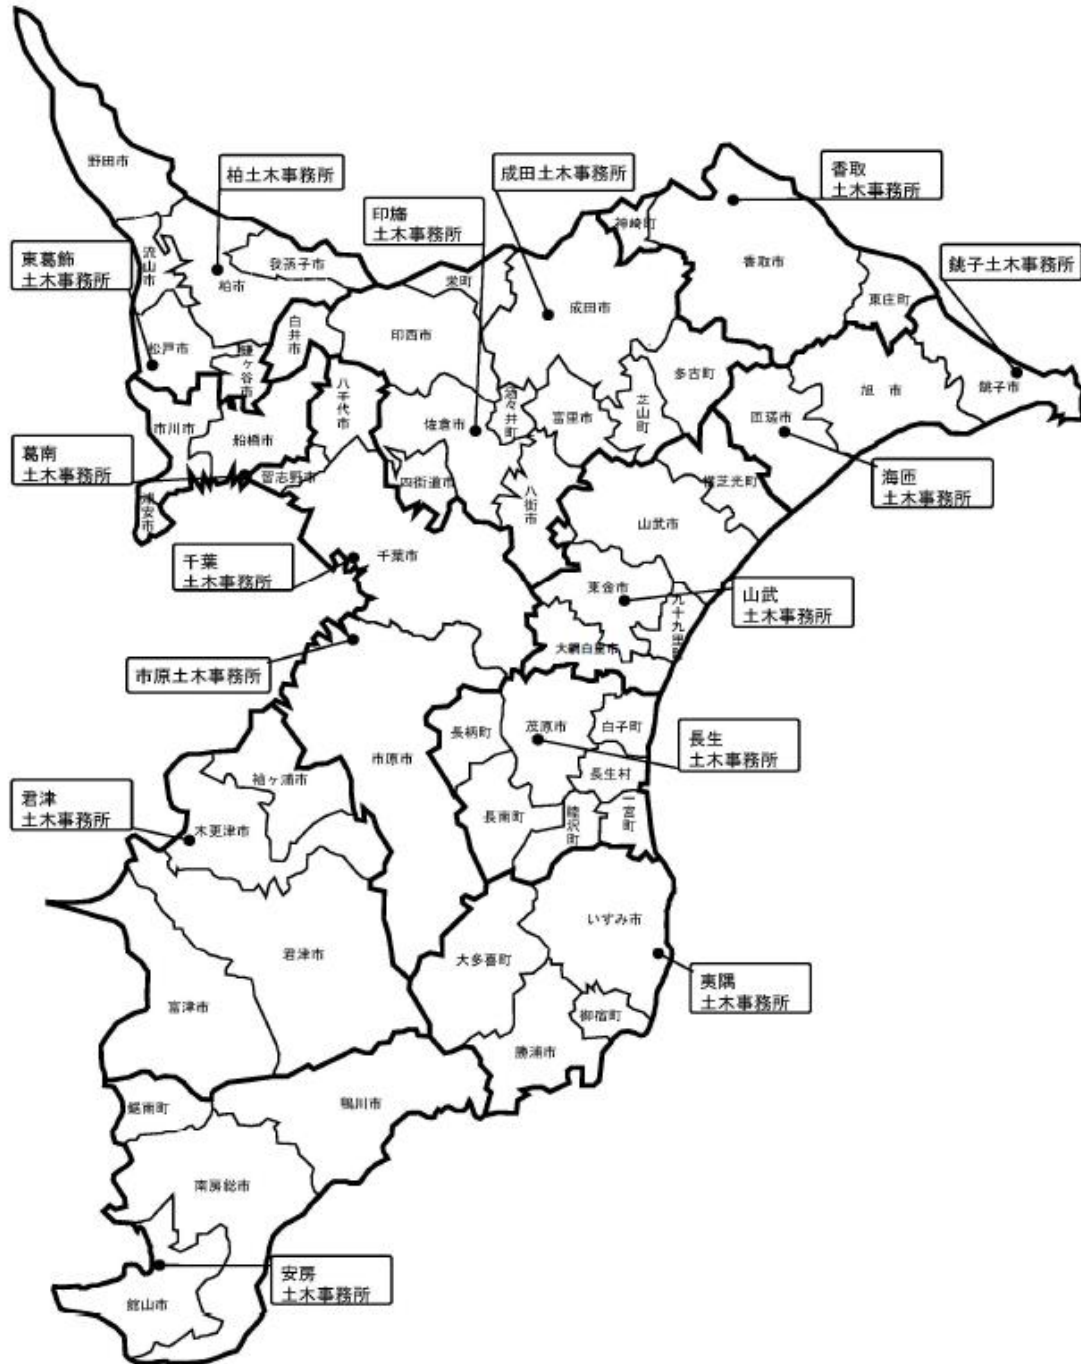 野田市
柏土木事務所
成田土木事務所
香取
土木事務所
印旛
土木事務所
神崎町
東葛飾
土木事務所
流山市
柏市
我孫子市
栄町
香取市
銚子土木事務所
成田市
東庄町
白井市
印西市
松戸市
鎌ヶ谷市
多古町
旭市
銚子市
八千代市
酒々井町
芝山町
市川市
船橋市
佐倉市
富里市
匝瑳市
葛南
土木事務所
習志野市
四街道市
八街市
横芝光町
海匝
土木事務所
浦安市
山武市
千葉市
千葉
土木事務所
東金市
九十九里町
山武
土木事務所
大網白里市
市原土木事務所
長柄町
茂原市
白子町
長生
土木事務所
市原市
長生村
袖ヶ浦市
君津
土木事務所
木更津市
長南町
睦沢町
一宮町
いすみ市
君津市
大多喜町
夷隅
土木事務所
富津市
御宿町
勝浦市
鋸南町
鴨川市
南房総市
安房
土木事務所
館山市